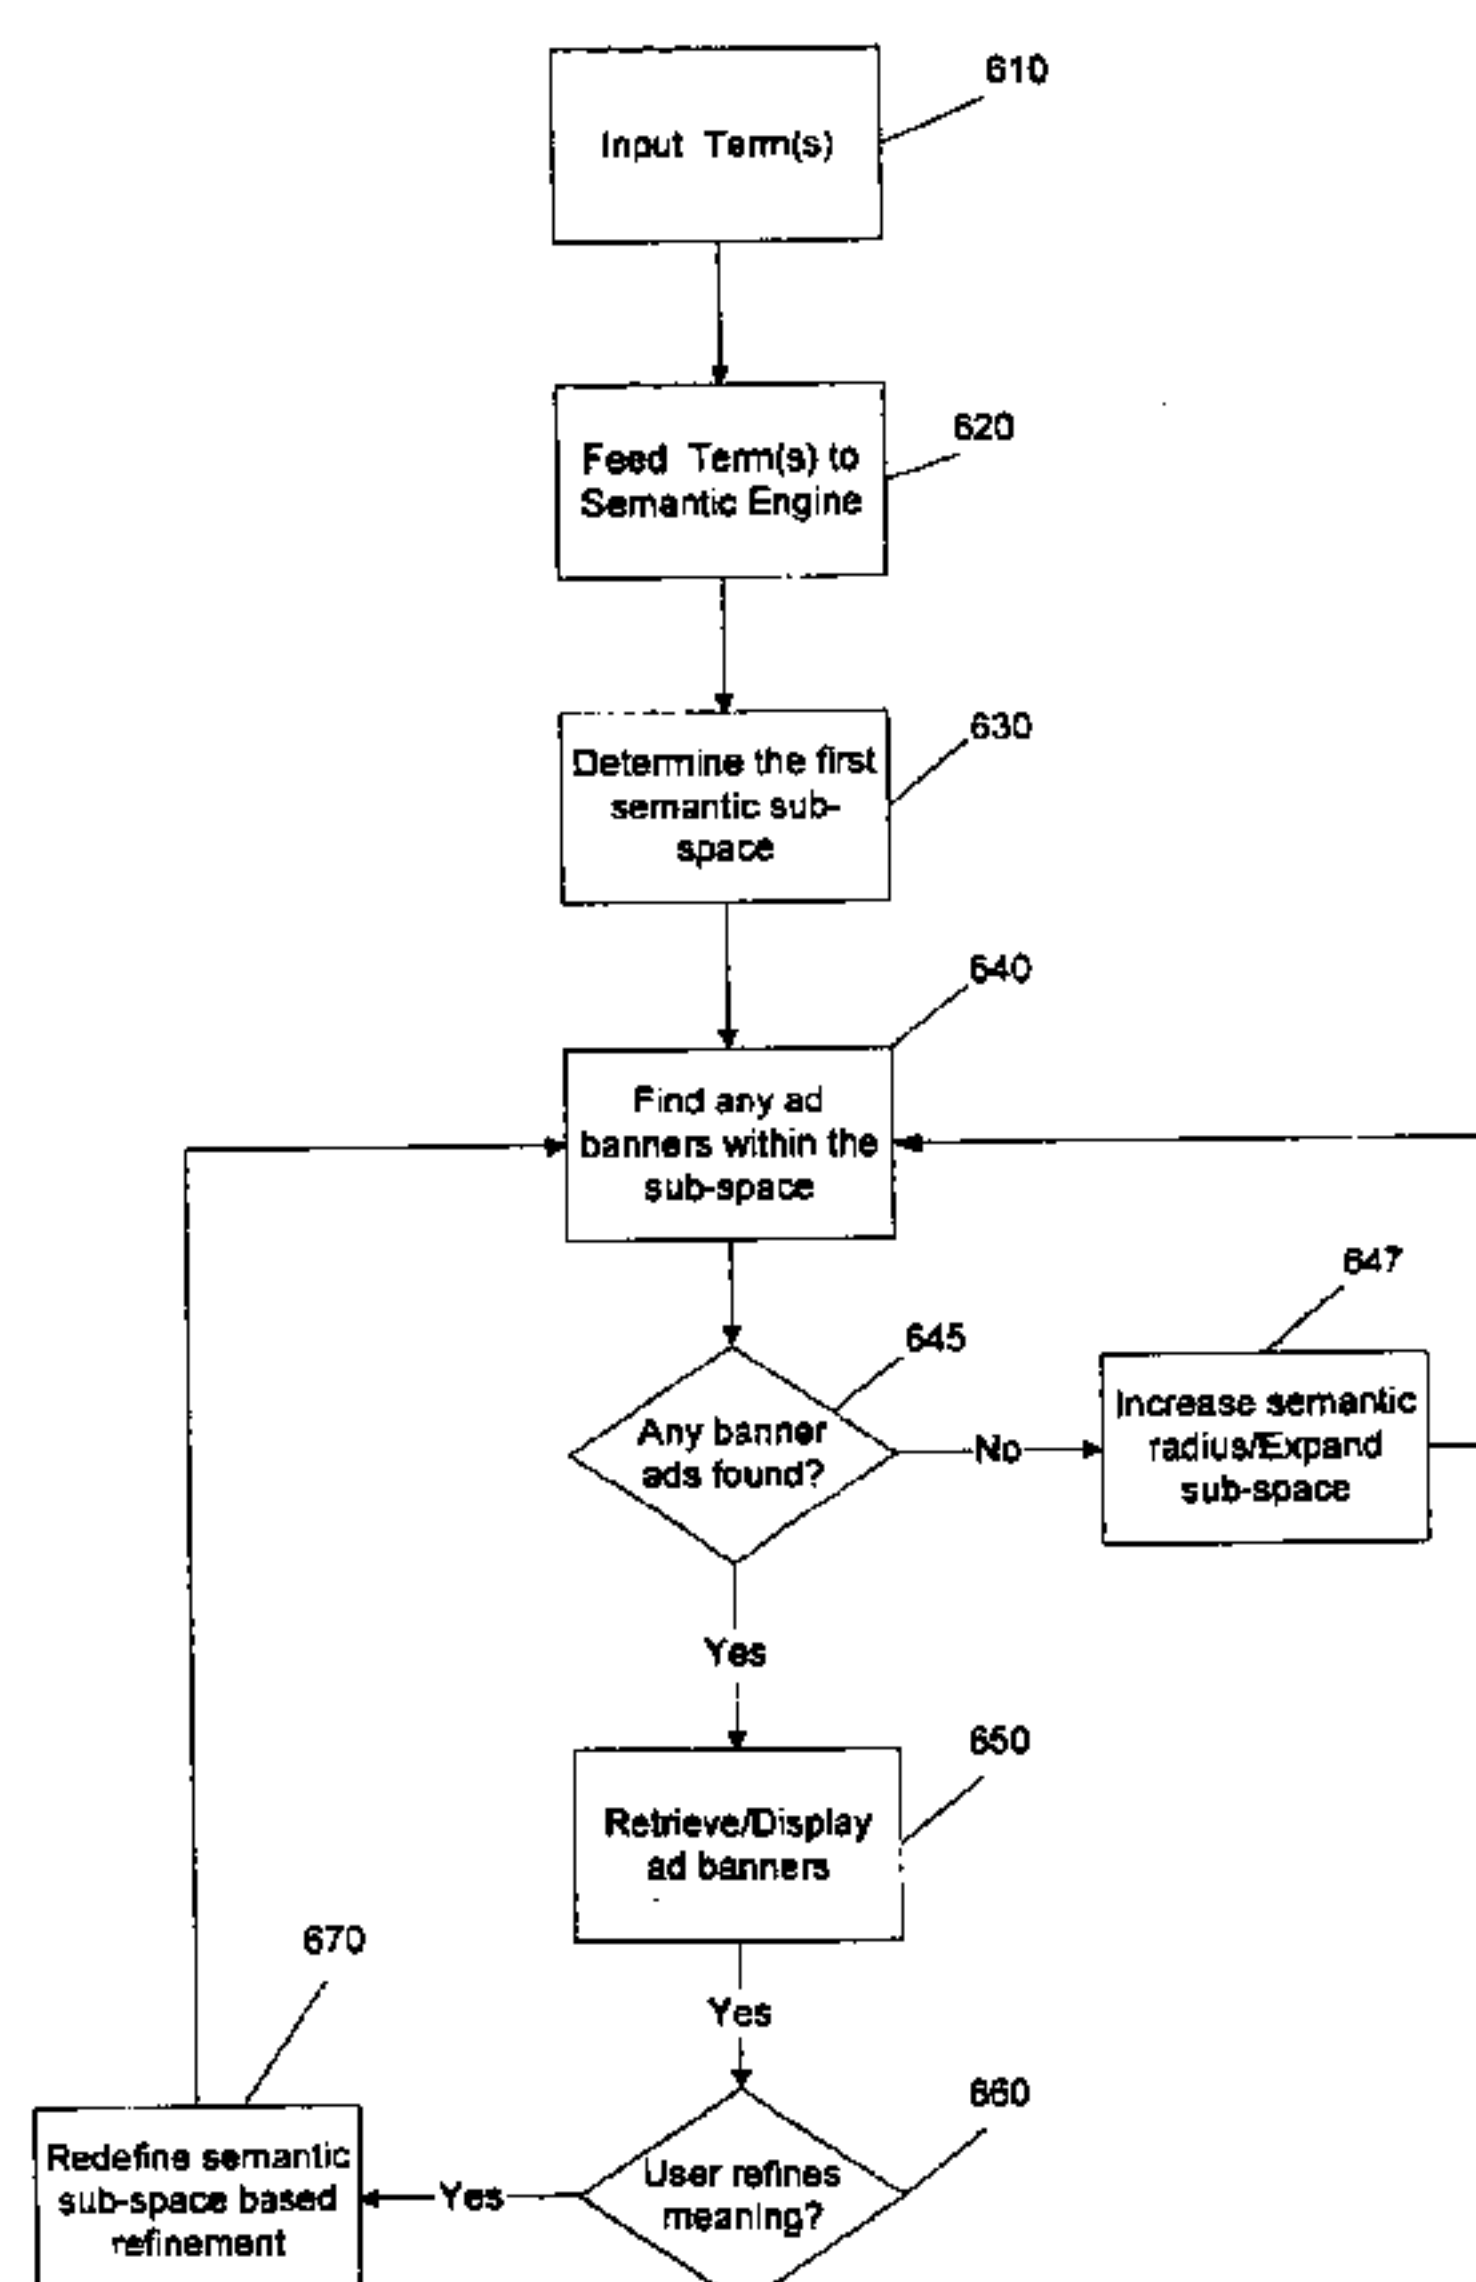 610
Input Term(s)
620
Feed Term(s) to
Semantic Engine
630
Determine the first
semantic sub-
space
640
Find any ad
banners within the
sub-space
647
645
Increase semantic
radius/Expand
sub-space
Any banner
ads found?
No
Yes
650
Retrieve/Display
ad banners
670
Yes
660
Redefine semantic
sub-space based
refinement
Yes
User refines
meaning?